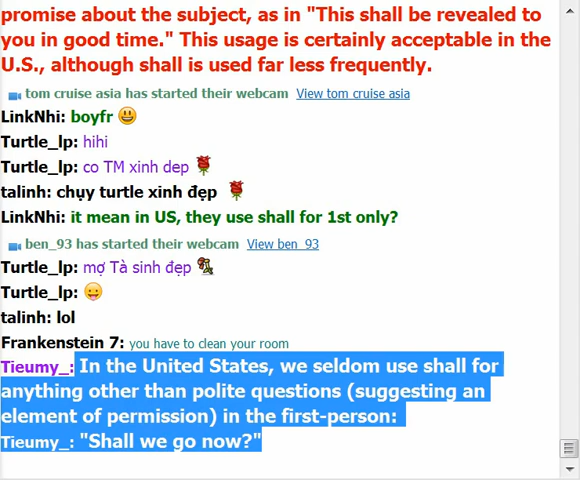 promise about the subject, as in "This shall be revealed to
you in good time." This usage is certainly acceptable in the
U.S., although shall is used far less frequently.
tom cruise asia has started their webcam View tom cruise asia
LinkNhi: boyfr
Turtle_lp: hihi
Turtle_lp: co TM xinh dep
talinh: chụy turtle xinh đẹp
LinkNhi: it mean in US, they use shall for 1st only?
ben_93 has started their webcam View ben_93
Turtle_lp: mợ Tà sinh đẹp
Turtle_lp:
talinh: lol
Frankenstein 7: you have to clean your room
Tieumy_: In the United States, we seldom use shall for
anything other than polite questions (suggesting an
element of permission) in the first-person:
Tieumy_: "Shall we go now?"